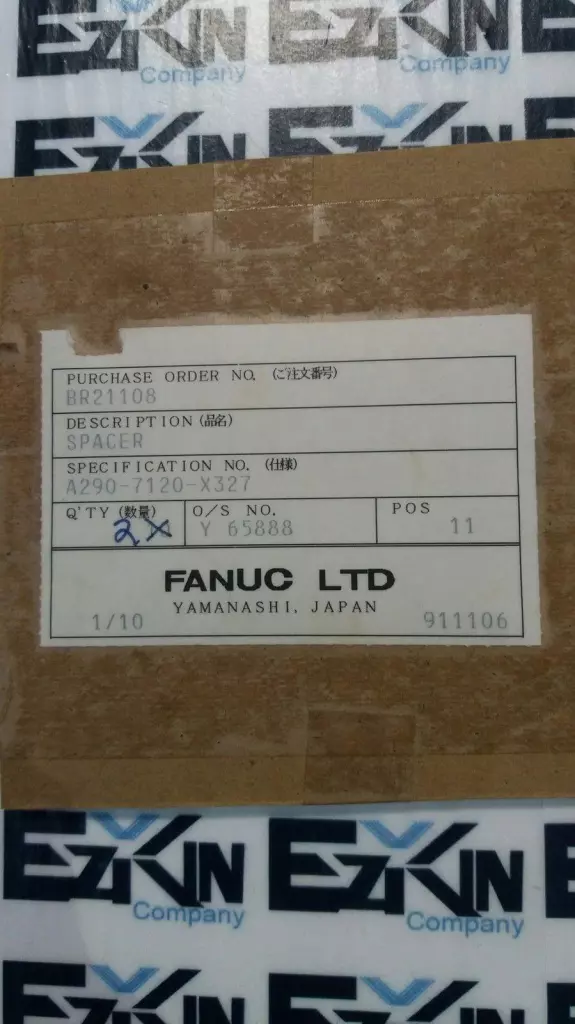 EZKIN EZKIN
Company Company
EZKIN EZKIN
PURCHASE ORDER NO. (ご注文番号)
BR21108
DESCRIPTION (品名)
SPACER
SPECIFICATION NO. (仕様)
A290-7120-X327
Q'TY (数量) O/S NO. POS
2 Y 65888 11
FANUC LTD
YAMANASHI, JAPAN
1/10 911106
EZKIN EZKIN
Company Company
EZKIN EZKIN